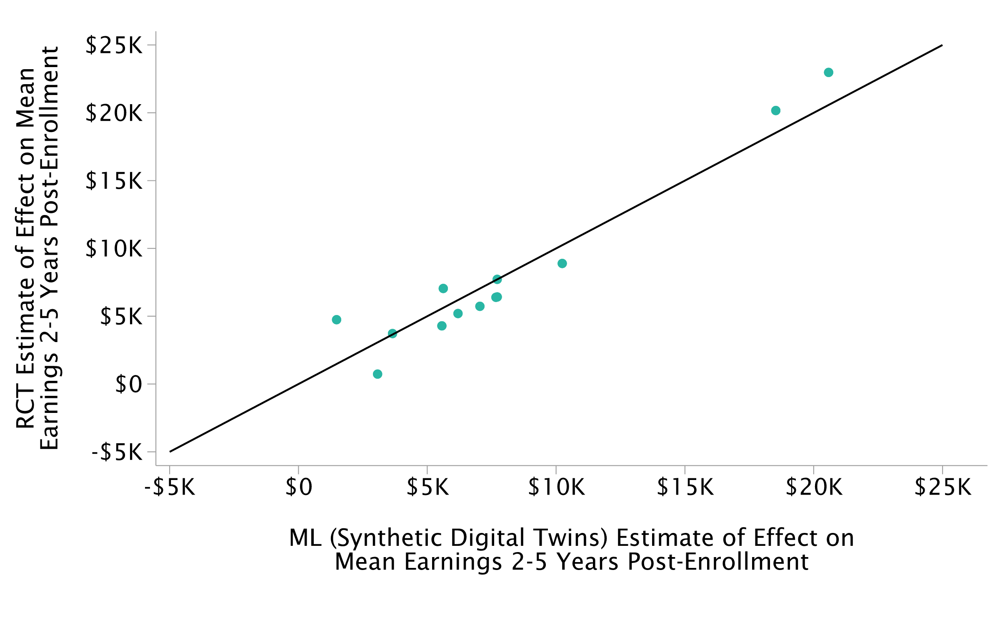 RCT Estimate of Effect on Mean
Earnings 2-5 Years Post-Enrollment
$25K
$20K
$15K
$10K
$5K
$0
-$5K
-$5K
$0
$5K
$10K
$15K
$20K
$25K
ML (Synthetic Digital Twins) Estimate of Effect on
Mean Earnings 2-5 Years Post-Enrollment